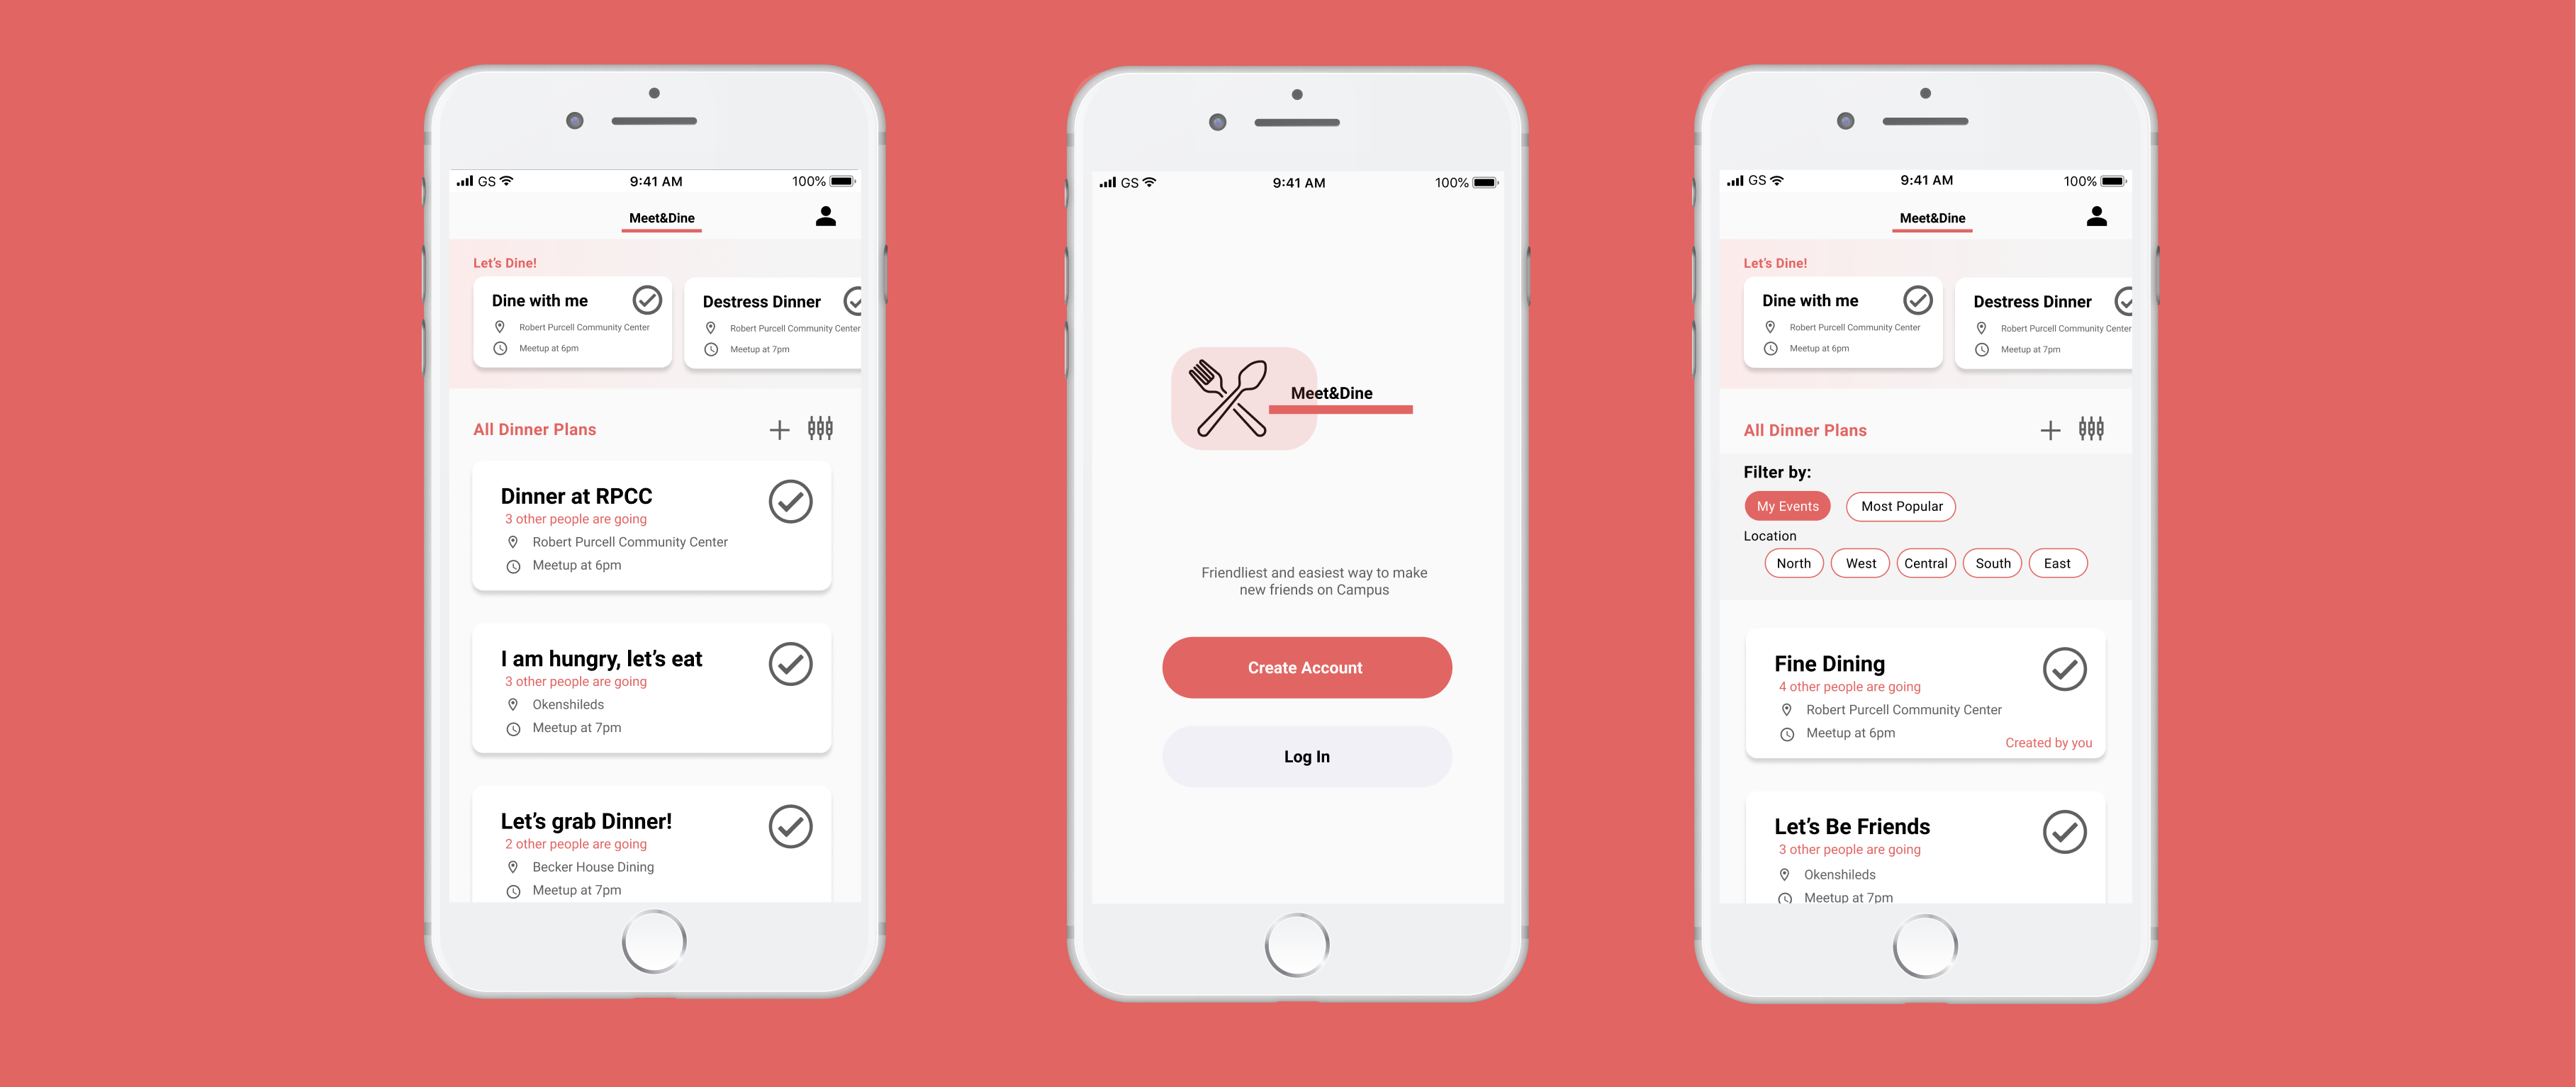 GS 9:41 AM 100%
Meet&Dine
Let's Dine!
Dine with me
Robert Purcell Community Center
Meetup at 6pm
Destress Dinner
Robert Purcell Community Center
Meetup at 7pm
All Dinner Plans
Dinner at RPCC
3 other people are going
Robert Purcell Community Center
Meetup at 6pm
I am hungry, let's eat
3 other people are going
Okenshileds
Meetup at 7pm
Let's grab Dinner!
2 other people are going
Becker House Dining
Meetup at 7pm
GS 9:41 AM 100%
Meet&Dine
Friendliest and easiest way to make
new friends on Campus
Create Account
Log In
GS 9:41 AM 100%
Meet&Dine
Let's Dine!
Dine with me
Robert Purcell Community Center
Meetup at 6pm
Destress Dinner
Robert Purcell Community Center
Meetup at 7pm
All Dinner Plans
Filter by:
My Events Most Popular
Location
North West Central South East
Fine Dining
4 other people are going
Robert Purcell Community Center
Meetup at 6pm
Created by you
Let's Be Friends
3 other people are going
Okenshileds
Meetup at 7pm